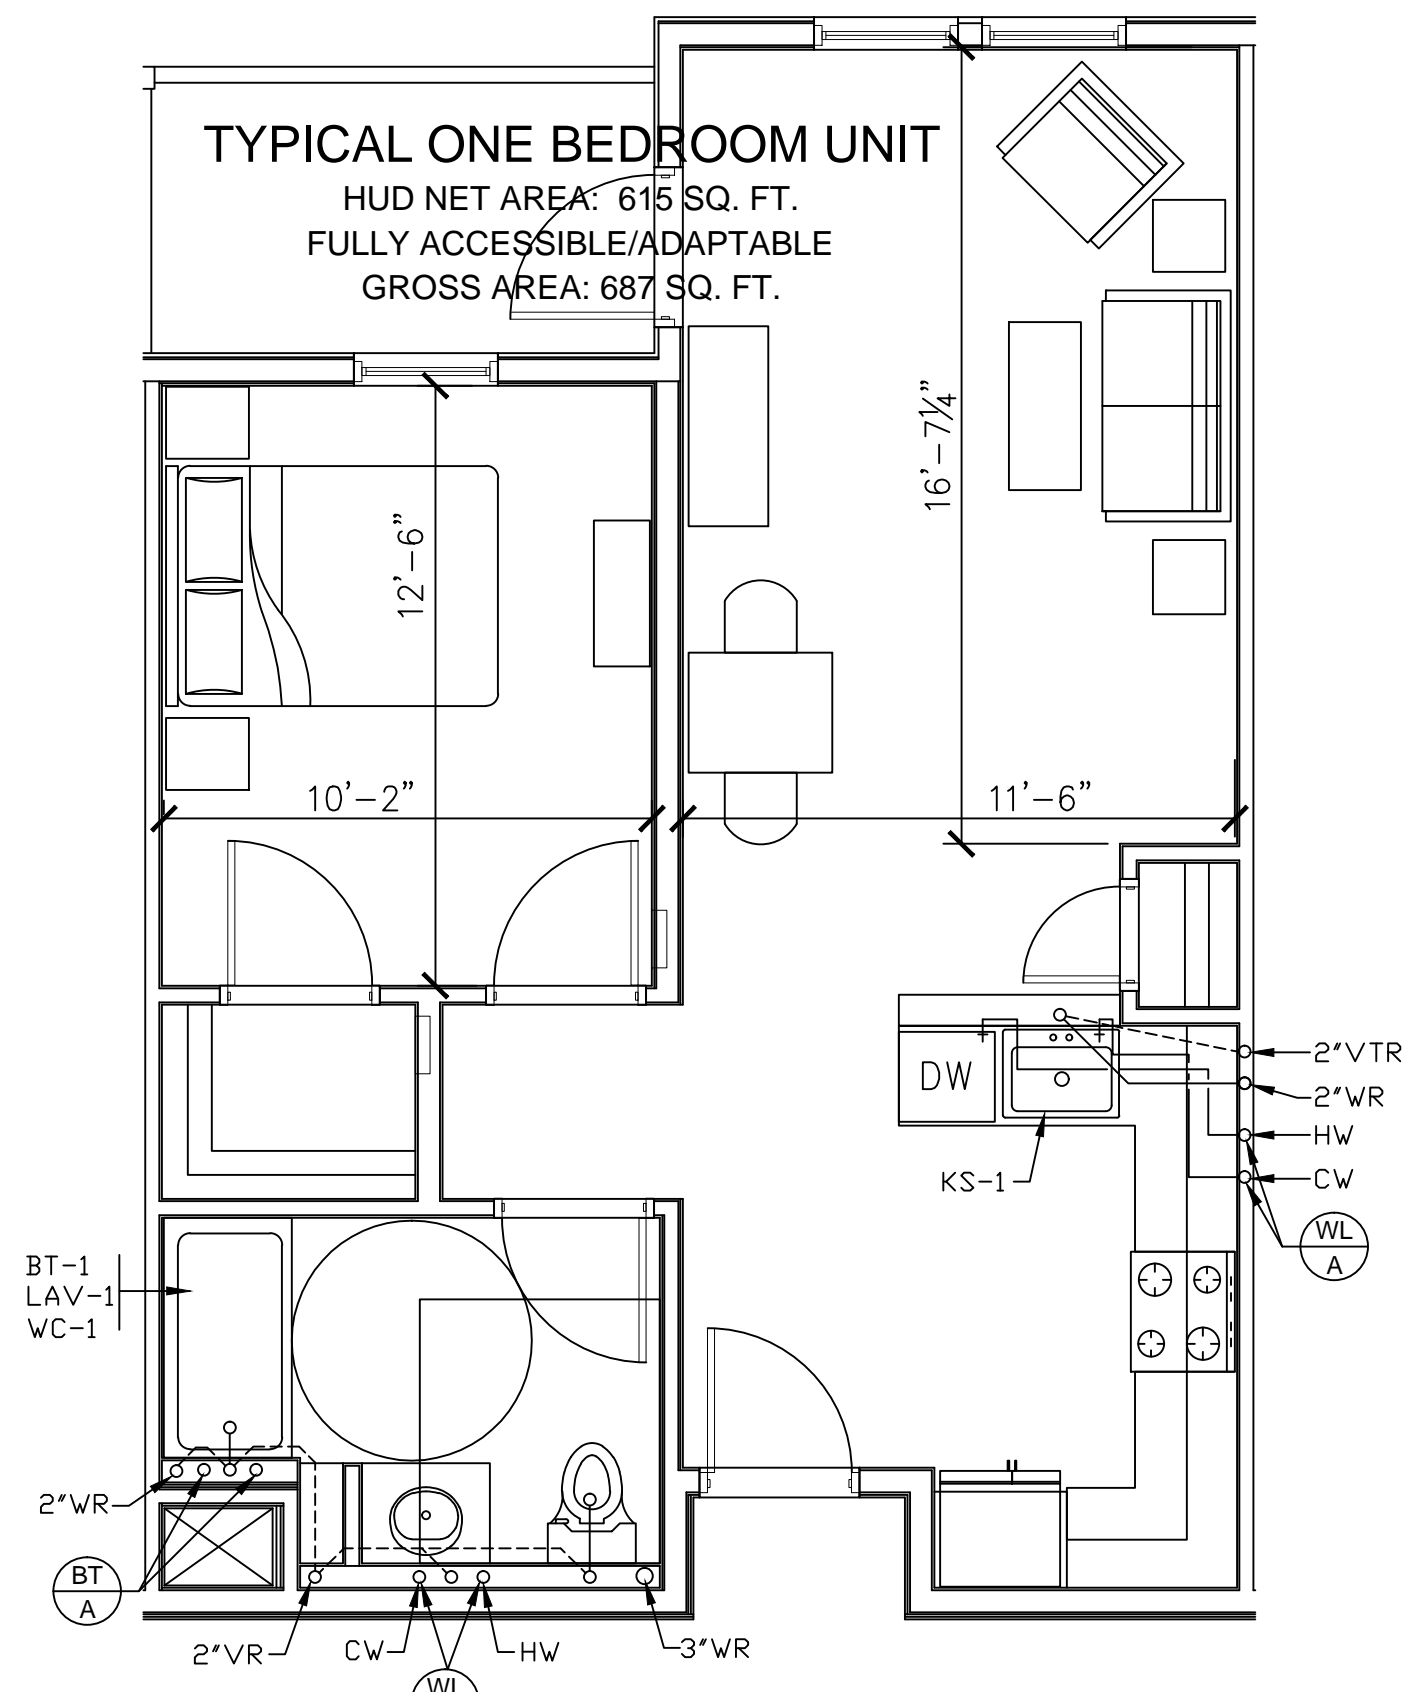 TYPICAL ONE BEDROOM UNIT
HUD NET AREA: 615 SQ. FT.
FULLY ACCESSIBLE/ADAPTABLE
GROSS AREA: 687 SQ. FT.
16'-7¼"
12'-6"
10'-2"
11'-6"
DW
2"VTR
2"WR
HW
CW
KS-1
WL
A
BT-1
LAV-1
WC-1
2"WR
BT
A
2"VR
CW
HW
3"WR
WL